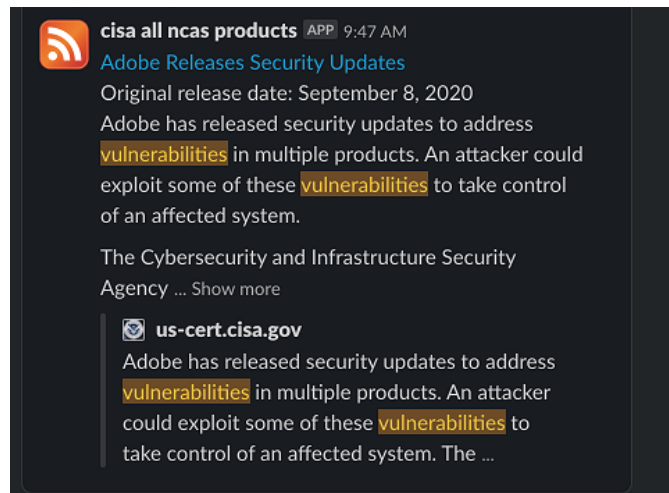 cisa all ncas products APP 9:47 AM
Adobe Releases Security Updates
Original release date: September 8, 2020
Adobe has released security updates to address
vulnerabilities in multiple products. An attacker could
exploit some of these vulnerabilities to take control
of an affected system.
The Cybersecurity and Infrastructure Security
Agency ... Show more
us-cert.cisa.gov
Adobe has released security updates to address
vulnerabilities in multiple products. An attacker
could exploit some of these vulnerabilities to
take control of an affected system. The ...